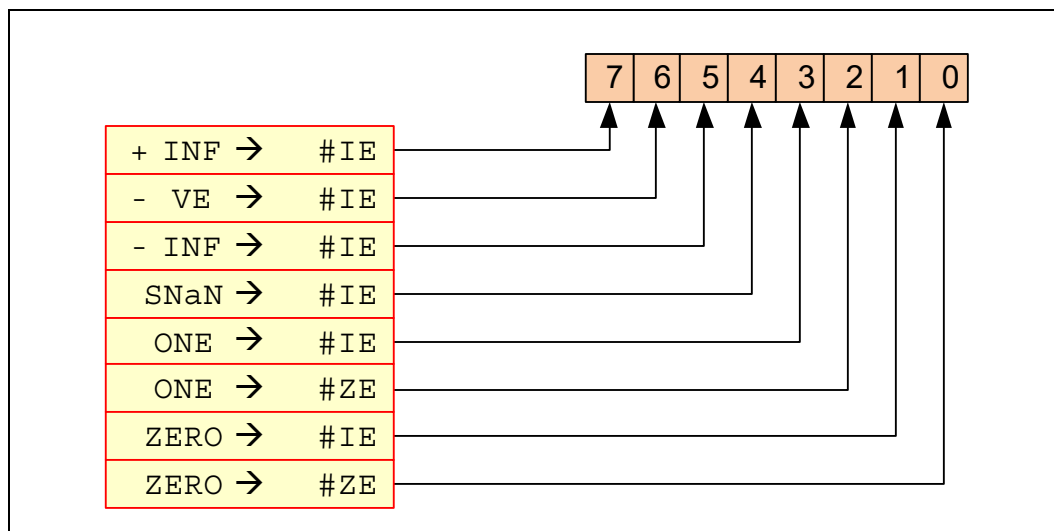 7 6 5 4 3 2 1 0
+ INF → #IE
- VE → #IE
- INF → #IE
SNaN → #IE
ONE → #IE
ONE → #ZE
ZERO → #IE
ZERO → #ZE